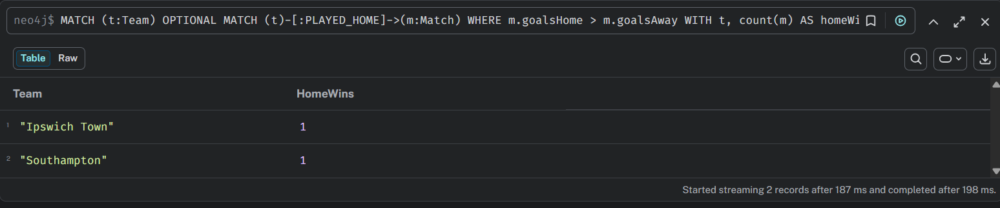 neo4j$ MATCH (t:Team) OPTIONAL MATCH (t)-[:PLAYED_HOME]->(m:Match) WHERE m.goalsHome > m.goalsAway WITH t, count(m) AS homeWi
Table Raw
Team HomeWins
1 "Ipswich Town" 1
2 "Southampton" 1
Started streaming 2 records after 187 ms and completed after 198 ms.